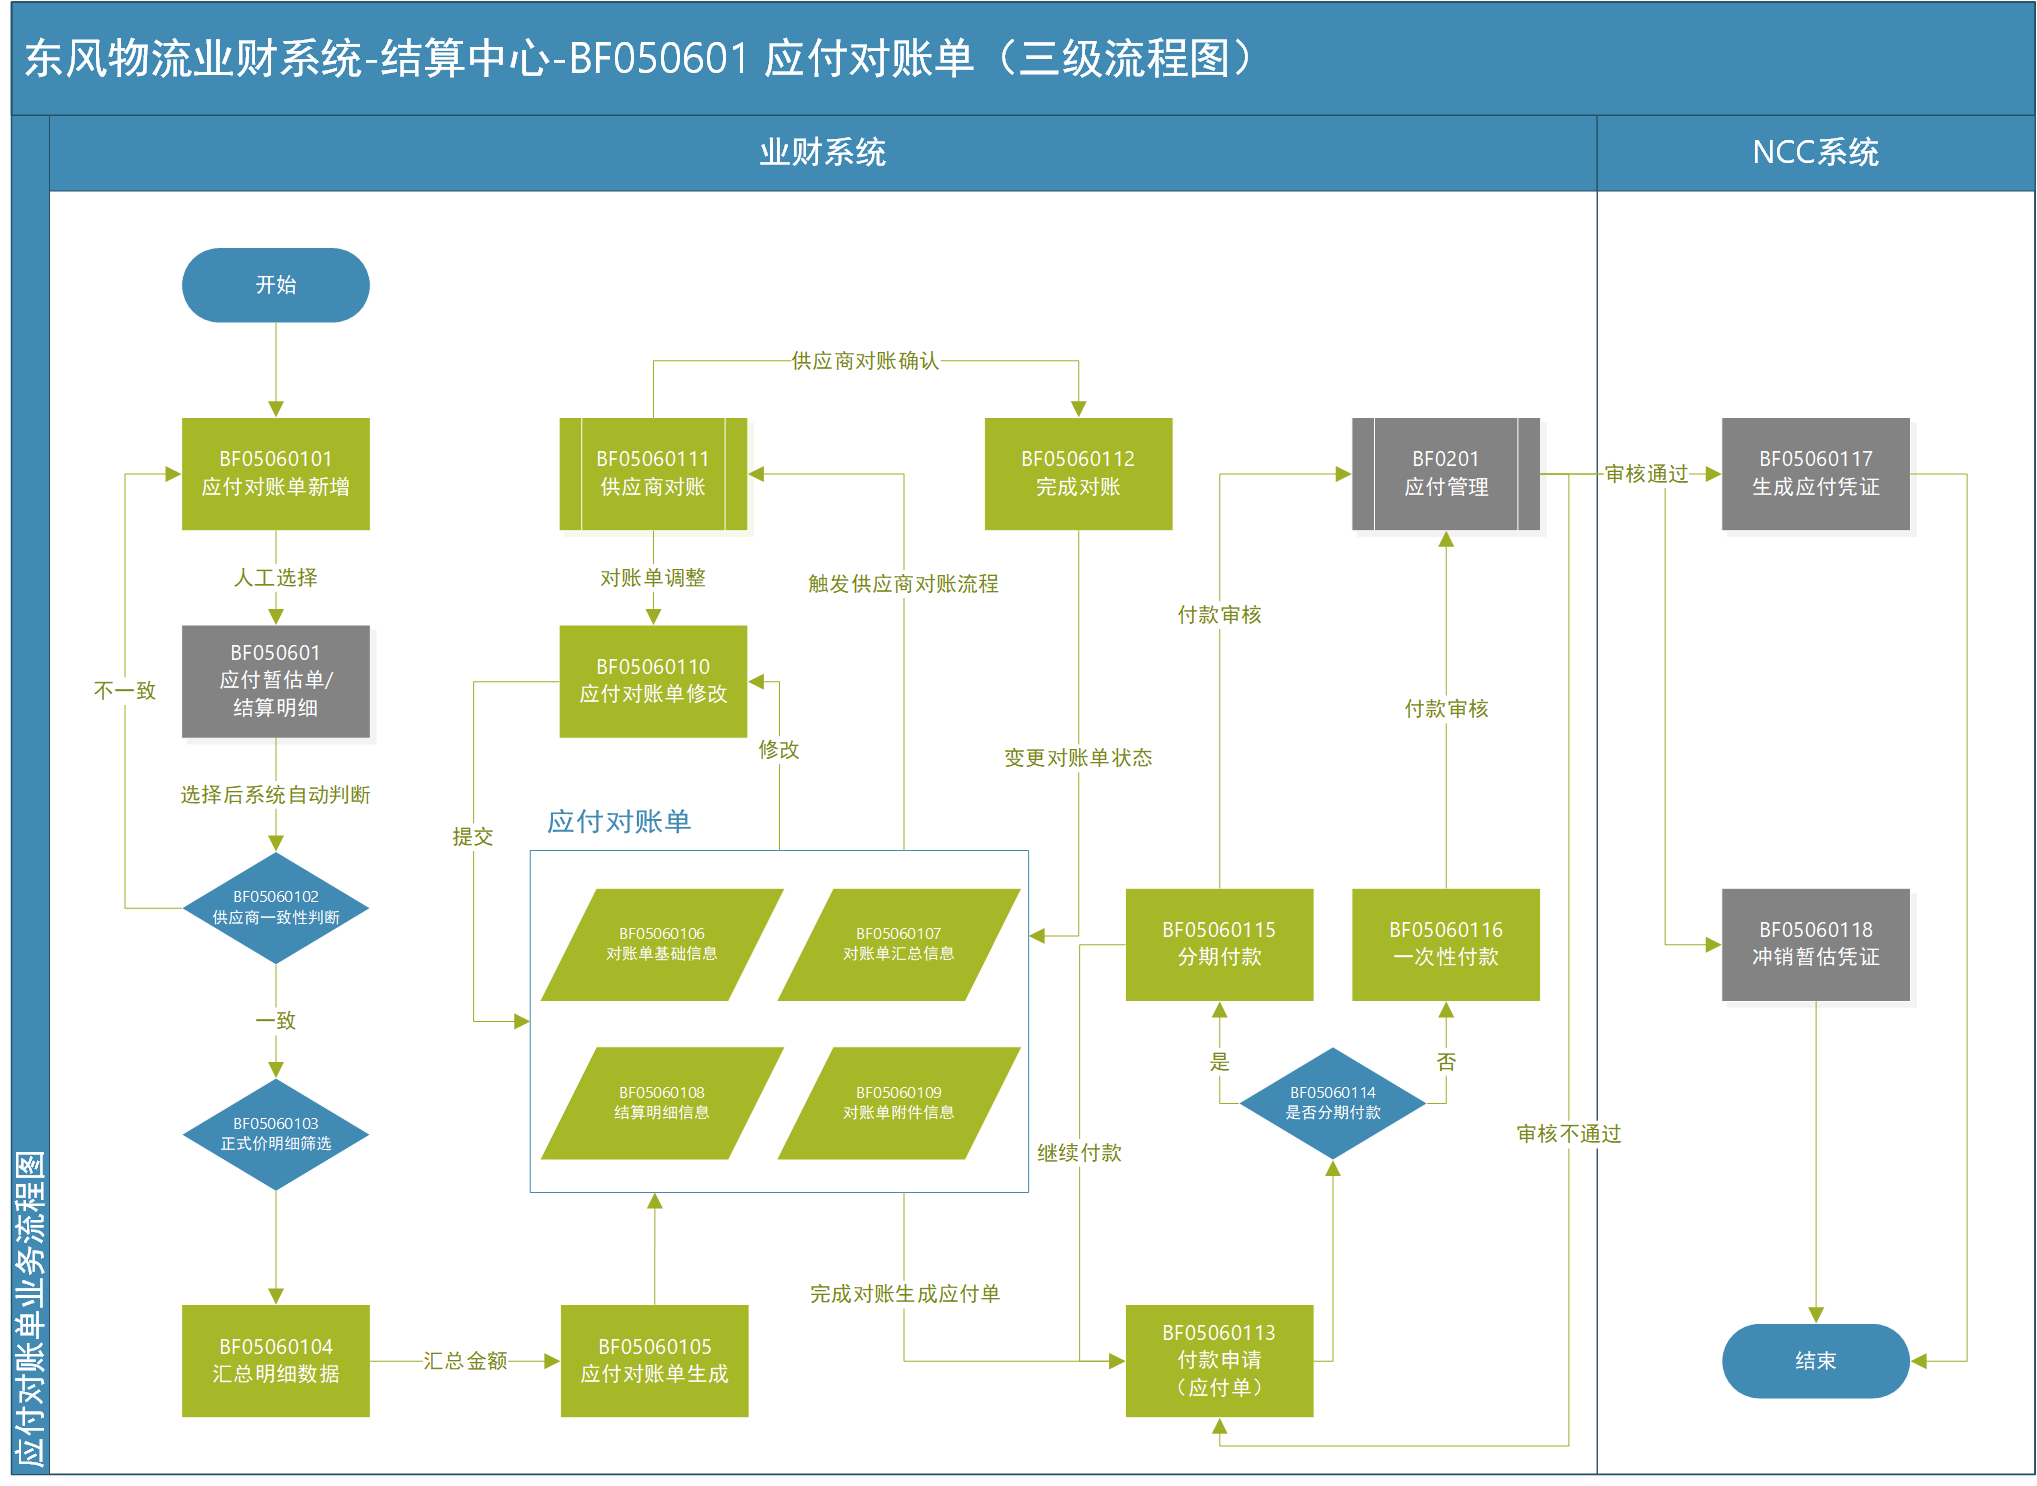 东风物流业财系统-结算中心-BF050601 应付对账单（三级流程图）
业财系统
NCC系统
应付对账单业务流程图
开始
供应商对账确认
BF05060101
应付对账单新增
BF05060111
供应商对账
BF05060112
完成对账
BF0201
应付管理
审核通过
BF05060117
生成应付凭证
人工选择
对账单调整
触发供应商对账流程
付款审核
BF050601
应付暂估单/
结算明细
不一致
BF05060110
应付对账单修改
付款审核
修改
变更对账单状态
选择后系统自动判断
提交
应付对账单
BF05060102
供应商一致性判断
BF05060106
对账单基础信息
BF05060107
对账单汇总信息
BF05060115
分期付款
BF05060116
一次性付款
BF05060118
冲销暂估凭证
一致
是
否
BF05060103
正式价明细筛选
BF05060108
结算明细信息
BF05060109
对账单附件信息
BF05060114
是否分期付款
审核不通过
继续付款
完成对账生成应付单
BF05060104
汇总明细数据
汇总金额
BF05060105
应付对账单生成
BF05060113
付款申请
（应付单）
结束